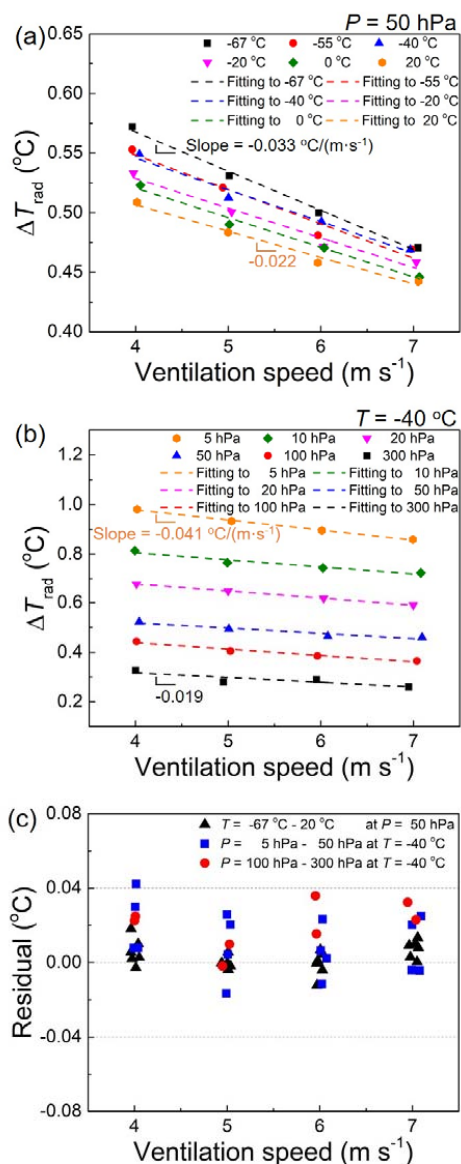 (a)
P = 50 hPa
0.65
0.60
0.55
0.50
0.45
0.40
ΔTrad (°C)
-67 °C -55 °C -40 °C
-20 °C 0 °C 20 °C
Fitting to -67 °C Fitting to -55 °C
Fitting to -40 °C Fitting to -20 °C
Fitting to 0 °C Fitting to 20 °C
Slope = -0.033 °C/(m·s⁻¹)
-0.022
4 5 6 7
Ventilation speed (m s⁻¹)
(b)
T = -40 °C
1.2
1.0
0.8
0.6
0.4
0.2
ΔTrad (°C)
5 hPa 10 hPa 20 hPa
50 hPa 100 hPa 300 hPa
Fitting to 5 hPa Fitting to 10 hPa
Fitting to 20 hPa Fitting to 50 hPa
Fitting to 100 hPa Fitting to 300 hPa
Slope = -0.041 °C/(m·s⁻¹)
-0.019
4 5 6 7
Ventilation speed (m s⁻¹)
(c)
0.08
0.04
0.00
-0.04
-0.08
Residual (°C)
T = -67 °C - 20 °C at P = 50 hPa
P = 5 hPa - 50 hPa at T = -40 °C
P = 100 hPa - 300 hPa at T = -40 °C
4 5 6 7
Ventilation speed (m s⁻¹)